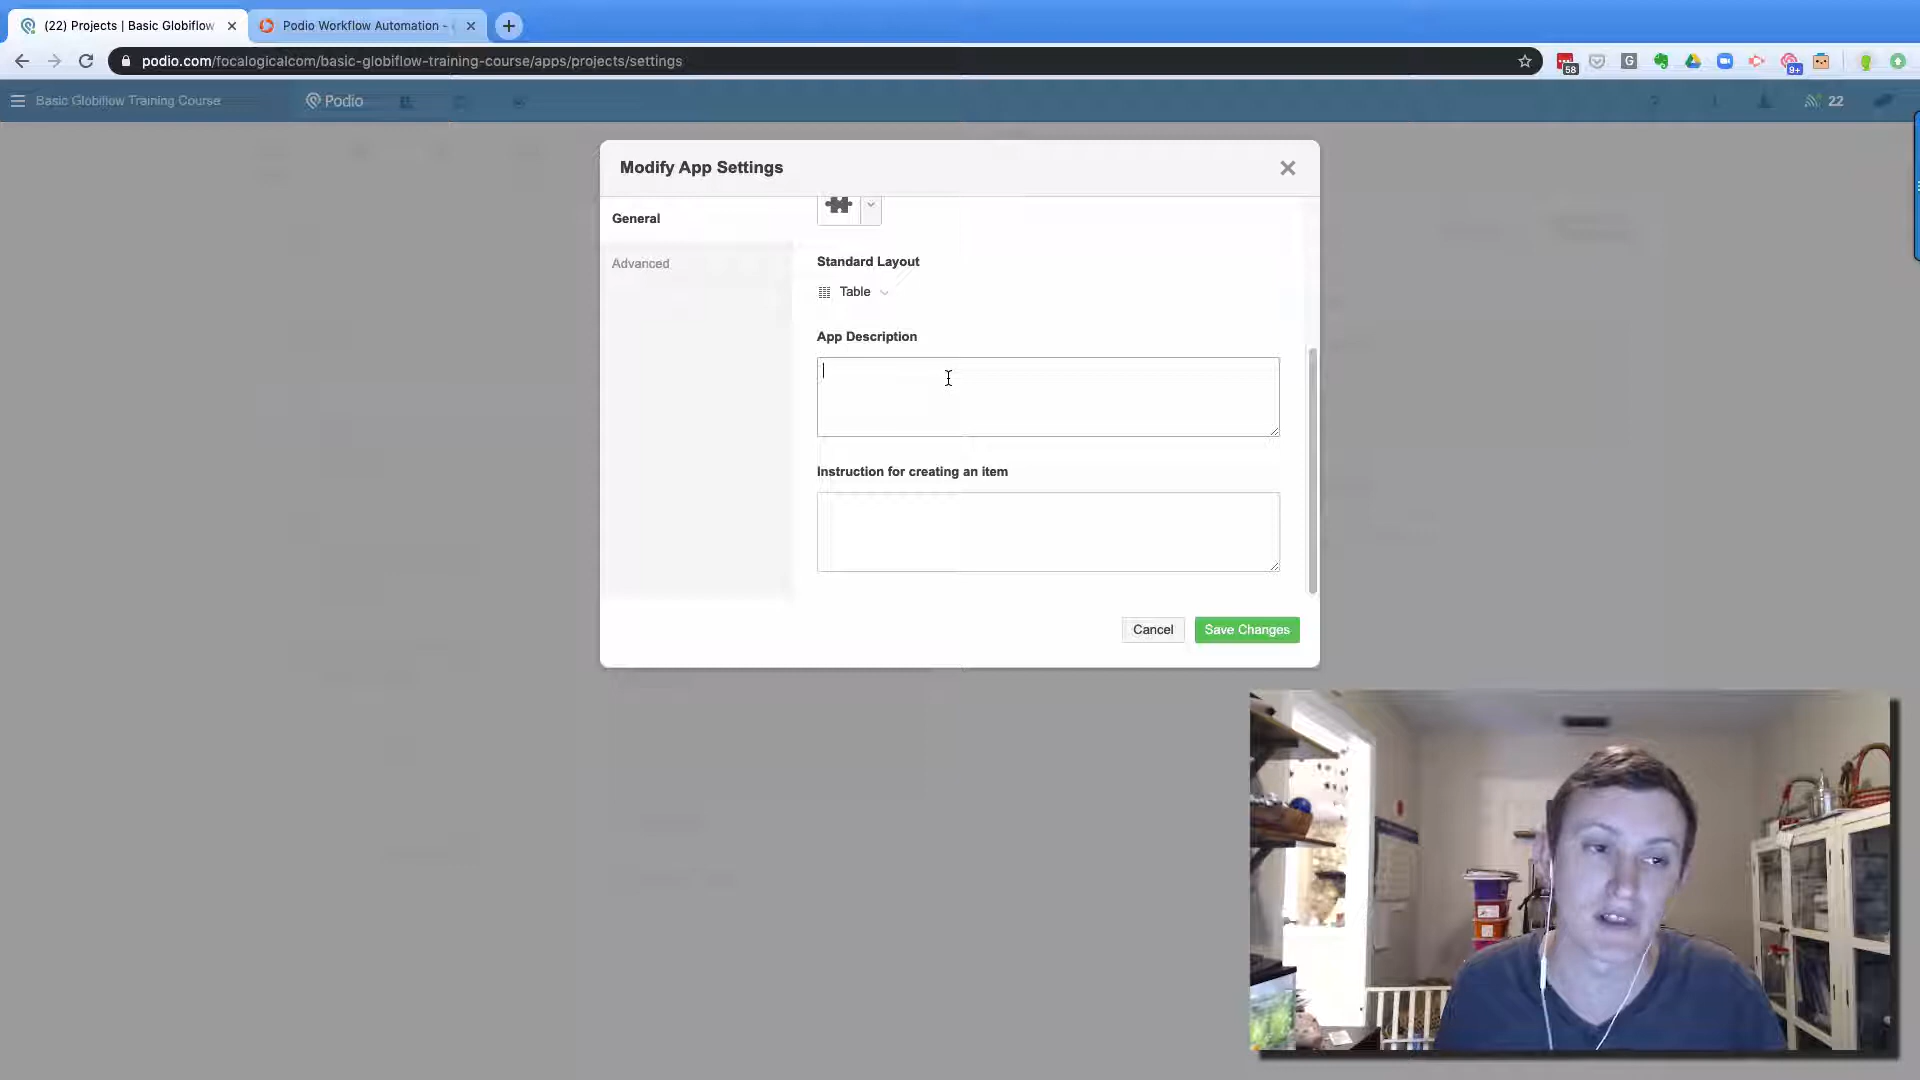 (22) Projects | Basic Globiflow
Podio Workflow Automation -
podio.com/focalogicalcom/basic-globiflow-training-course/apps/projects/settings
58
9+
Basic Globiflow Training Course
Podio
22
Modify App Settings
General
Advanced
Standard Layout
Table
App Description
Instruction for creating an item
Cancel
Save Changes